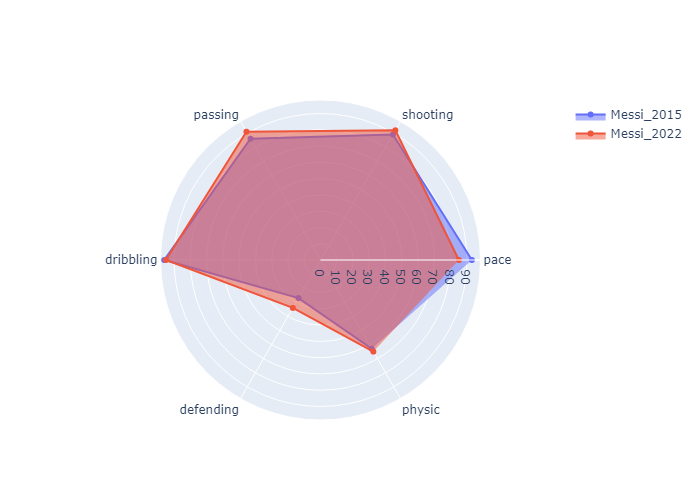 passing
shooting
Messi_2015
Messi_2022
dribbling
pace
0
10
20
30
40
50
60
70
80
90
defending
physic